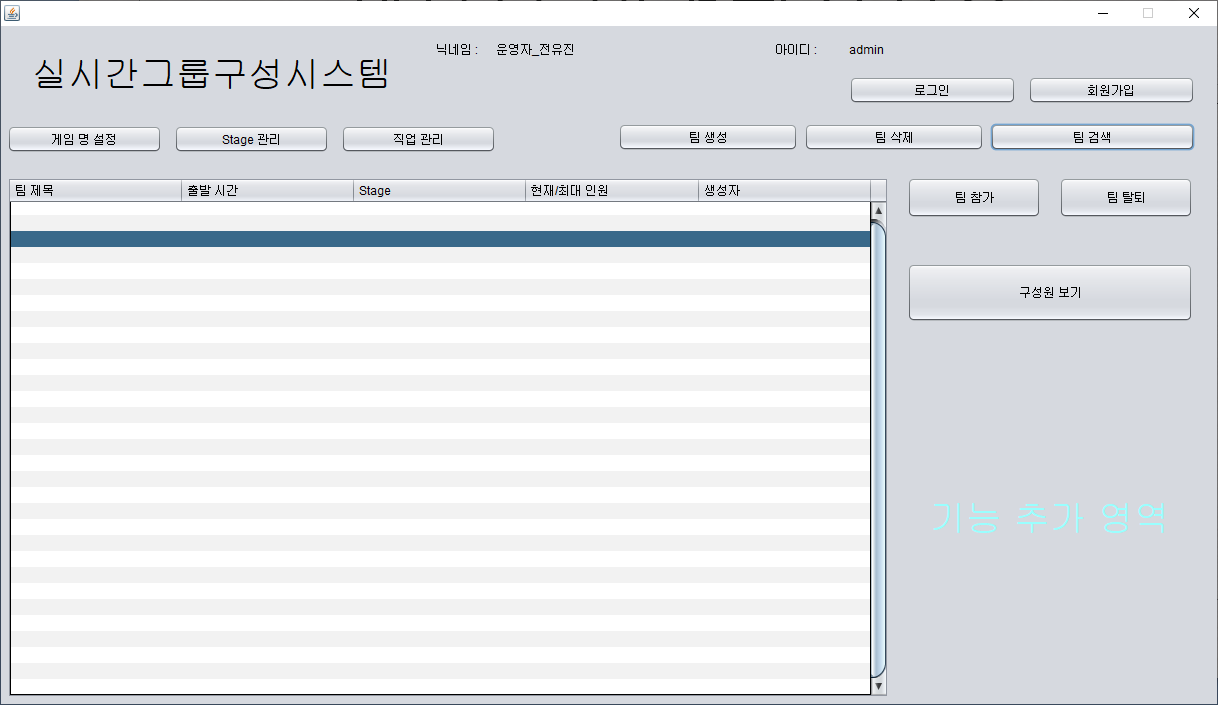 닉네임 : 운영자_전유진 아이디 : admin
실시간그룹구성시스템
로그인 회원가입
게임 명 설정 Stage 관리 직업 관리 팀 생성 팀 삭제 팀 검색
팀 제목 출발 시간 Stage 현재/최대 인원 생성자
팀 참가 팀 탈퇴
구성원 보기
기능 추가 영역